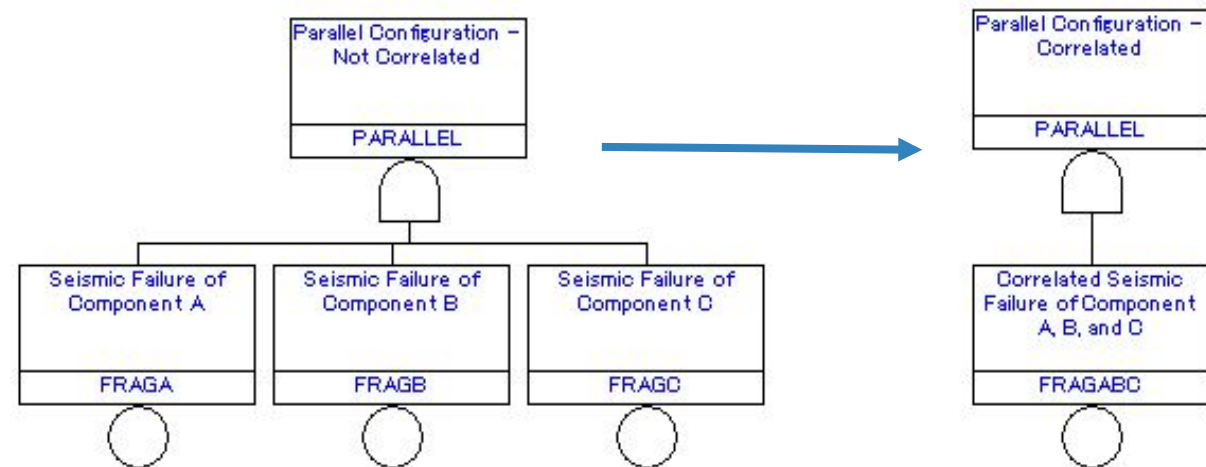 Parallel Configuration –
Not Correlated
PARALLEL
Seismic Failure of
Component A
FRAGA
Seismic Failure of
Component B
FRAGB
Seismic Failure of
Component C
FRAGC
Parallel Configuration –
Correlated
PARALLEL
Correlated Seismic
Failure of Component
A, B, and C
FRAGABC